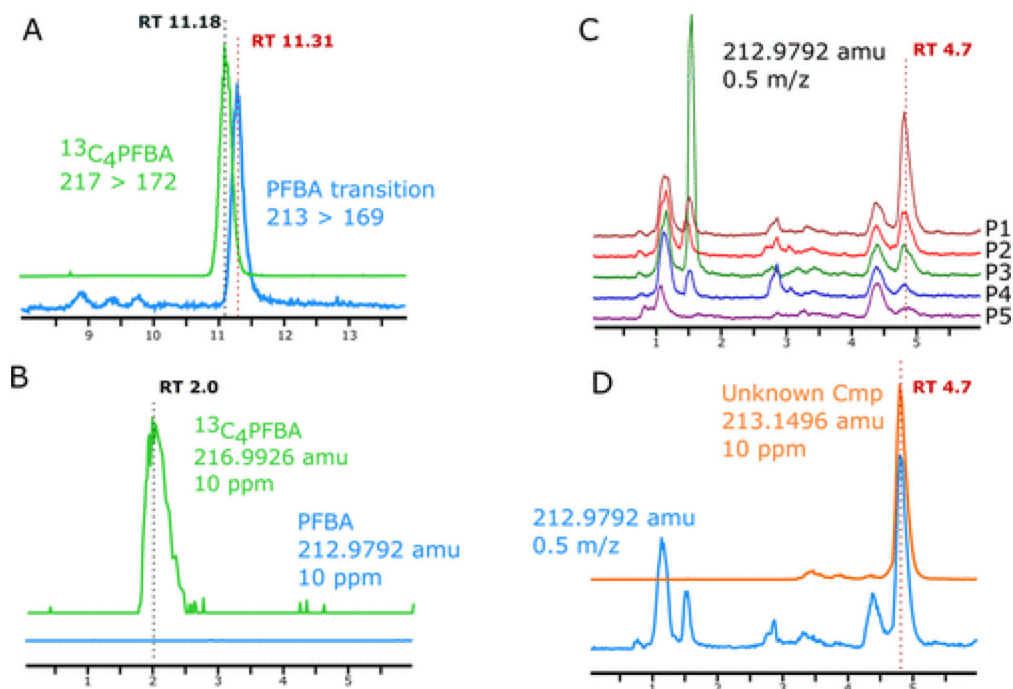 A
RT 11.18
RT 11.31
13C4PFBA
217 > 172
PFBA transition
213 > 169
9 10 11 12 13
B
RT 2.0
13C4PFBA
216.9926 amu
10 ppm
PFBA
212.9792 amu
10 ppm
1 2 3 4 5
C
212.9792 amu
0.5 m/z
RT 4.7
P1
P2
P3
P4
P5
1 2 3 4 5
D
Unknown Cmp
213.1496 amu
10 ppm
RT 4.7
212.9792 amu
0.5 m/z
1 2 3 4